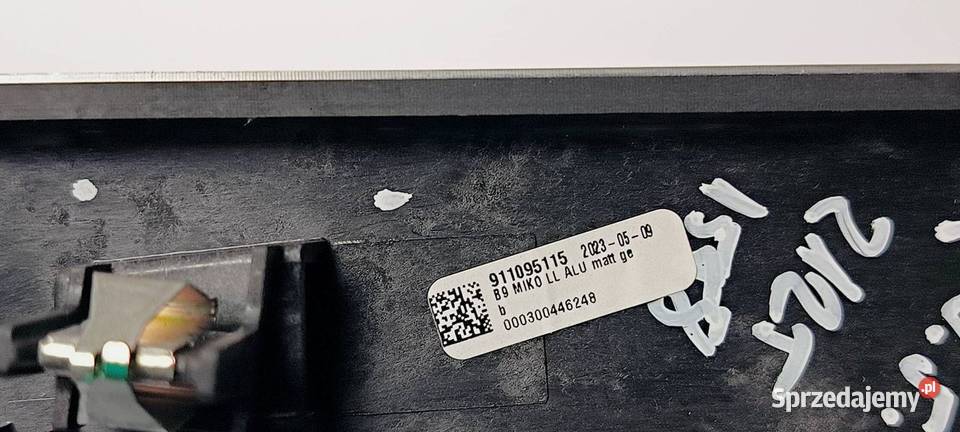 911095115 2023-05-09
B9 MIKO LL ALU matt ge
b
000300446248
Sprzedajemy.pl